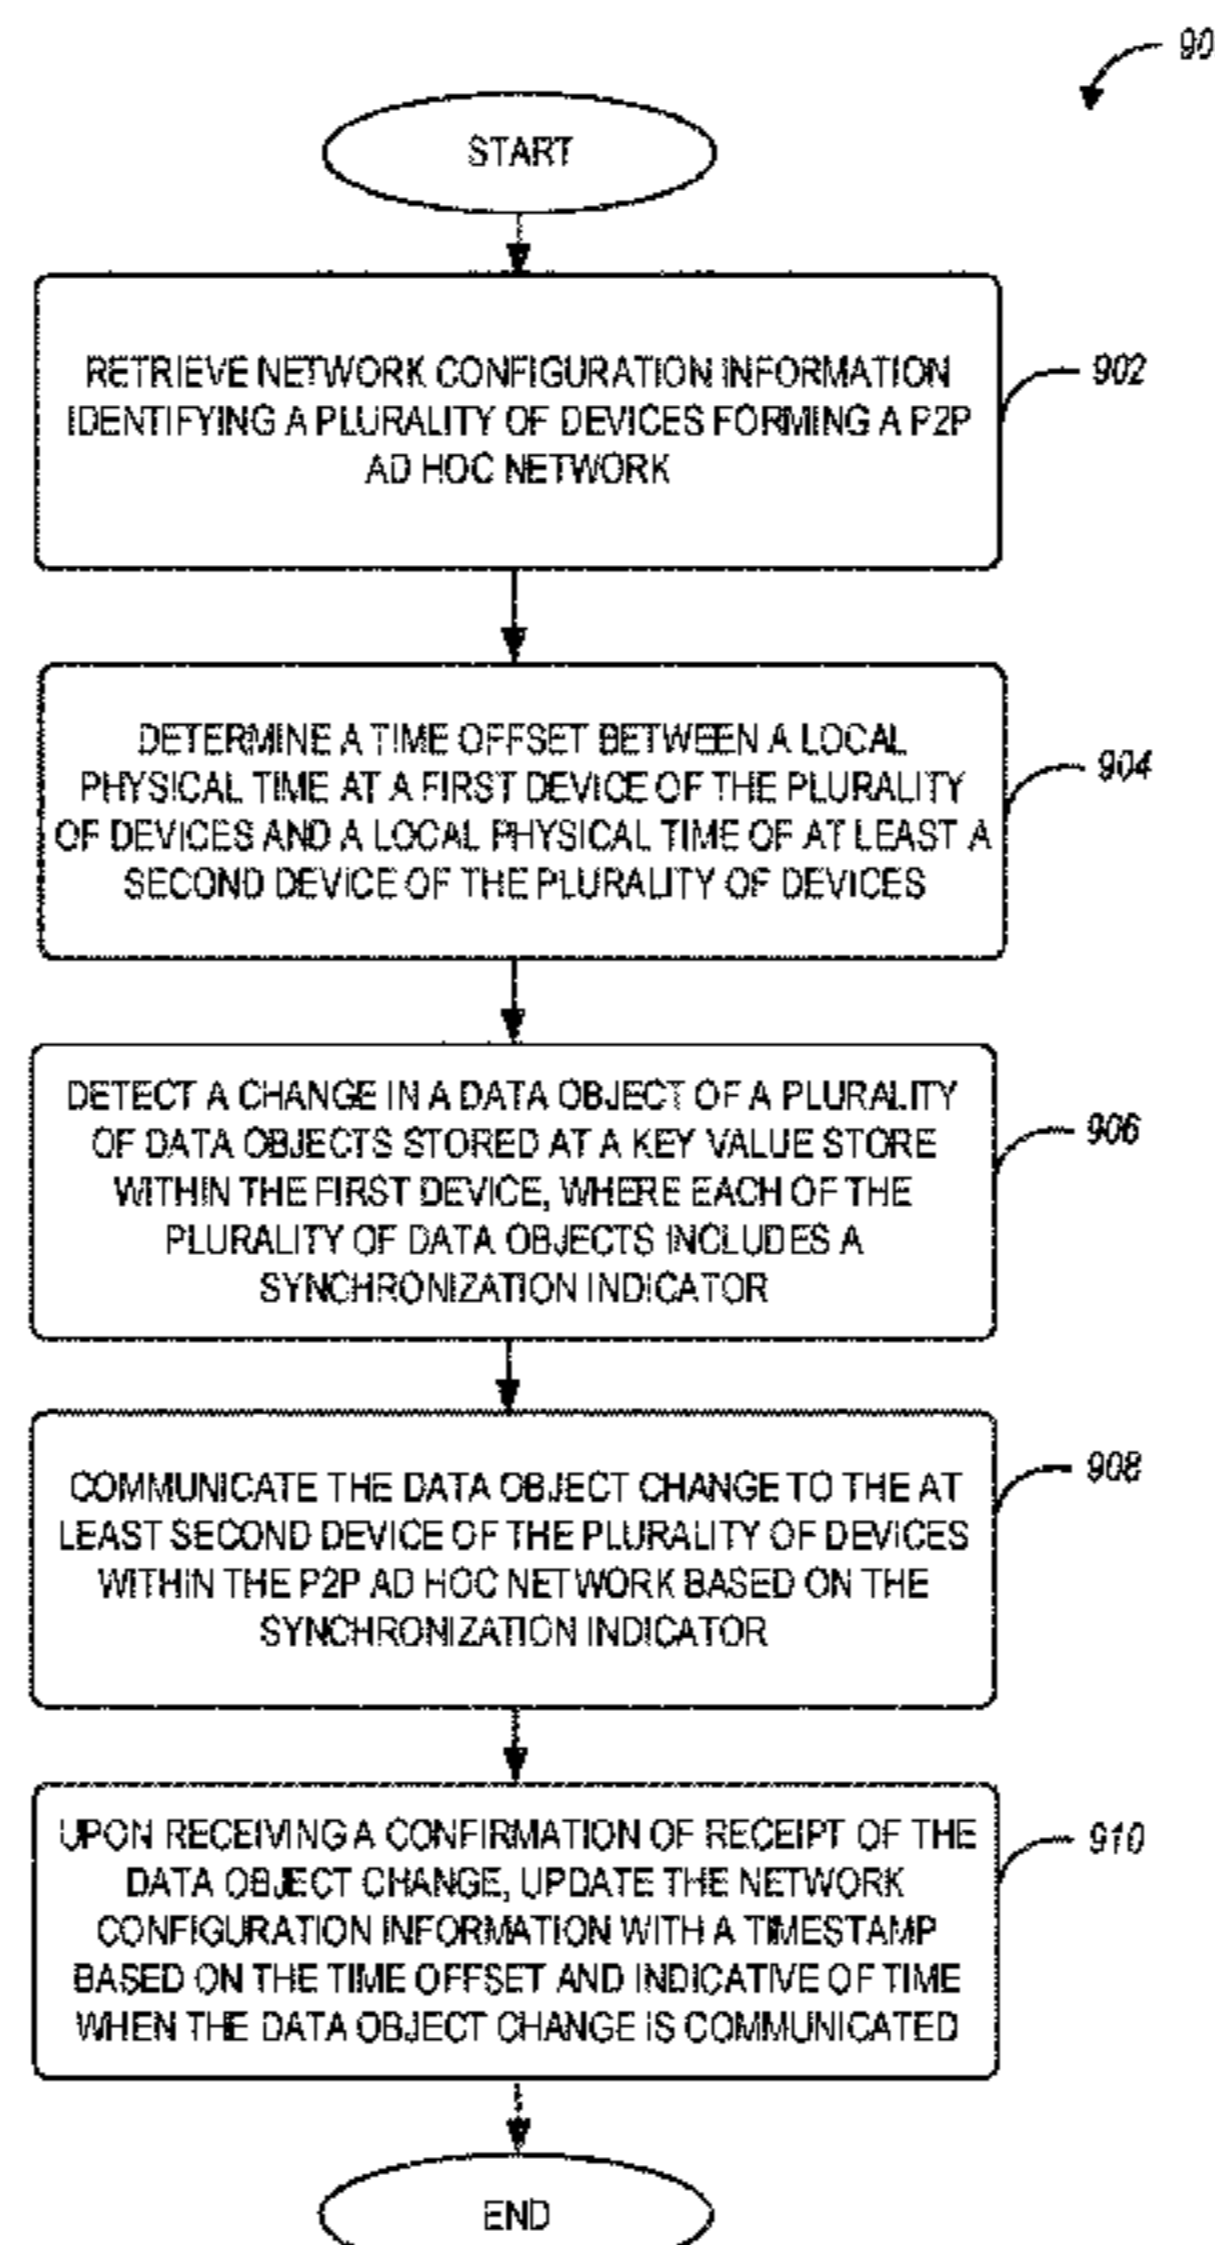 90
START
RETRIEVE NETWORK CONFIGURATION INFORMATION
IDENTIFYING A PLURALITY OF DEVICES FORMING A P2P
AD HOC NETWORK
902
DETERMINE A TIME OFFSET BETWEEN A LOCAL
PHYSICAL TIME AT A FIRST DEVICE OF THE PLURALITY
OF DEVICES AND A LOCAL PHYSICAL TIME OF AT LEAST A
SECOND DEVICE OF THE PLURALITY OF DEVICES
904
DETECT A CHANGE IN A DATA OBJECT OF A PLURALITY
OF DATA OBJECTS STORED AT A KEY VALUE STORE
WITHIN THE FIRST DEVICE, WHERE EACH OF THE
PLURALITY OF DATA OBJECTS INCLUDES A
SYNCHRONIZATION INDICATOR
906
COMMUNICATE THE DATA OBJECT CHANGE TO THE AT
LEAST SECOND DEVICE OF THE PLURALITY OF DEVICES
WITHIN THE P2P AD HOC NETWORK BASED ON THE
SYNCHRONIZATION INDICATOR
908
UPON RECEIVING A CONFIRMATION OF RECEIPT OF THE
DATA OBJECT CHANGE, UPDATE THE NETWORK
CONFIGURATION INFORMATION WITH A TIMESTAMP
BASED ON THE TIME OFFSET AND INDICATIVE OF TIME
WHEN THE DATA OBJECT CHANGE IS COMMUNICATED
910
END